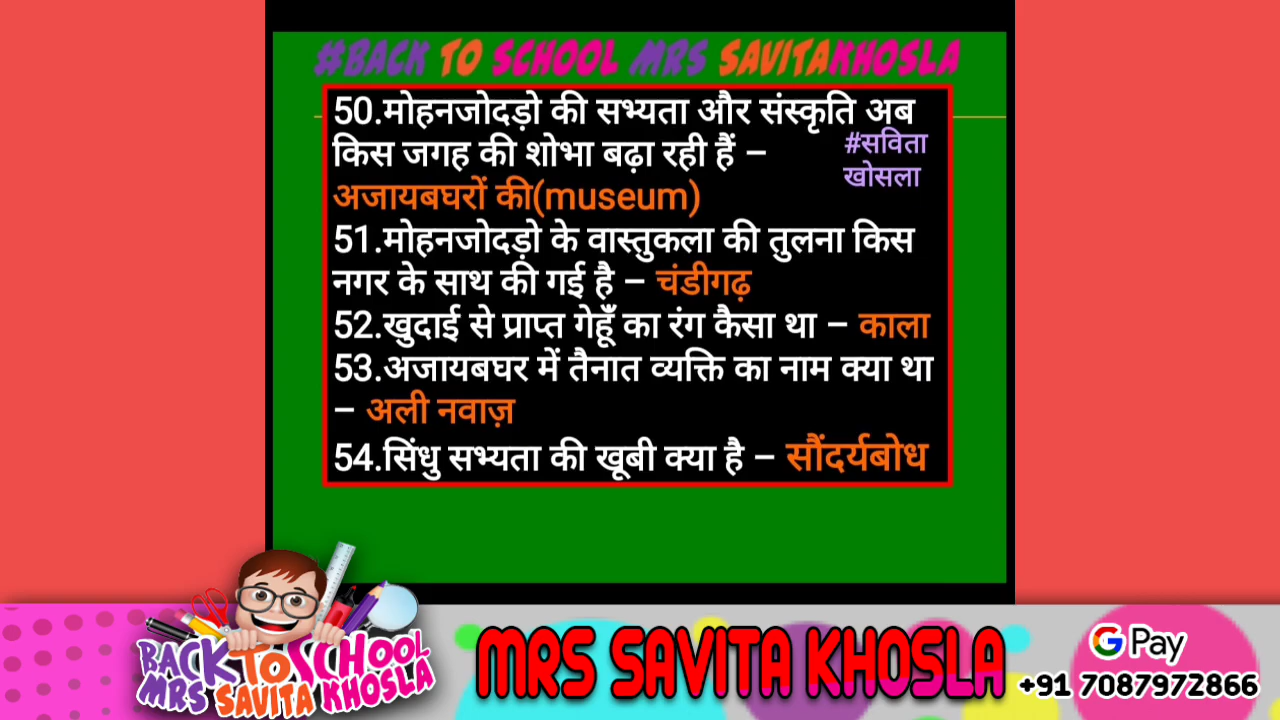 #BACK TO SCHOOL MRS SAVITAKHOSLA
50.मोहनजोदड़ो की सभ्यता और संस्कृति अब
किस जगह की शोभा बढ़ा रही हैं –
#सविता
खोसला
अजायबघरों की(museum)
51.मोहनजोदड़ो के वास्तुकला की तुलना किस
नगर के साथ की गई है – चंडीगढ़
52.खुदाई से प्राप्त गेहूँ का रंग कैसा था – काला
53.अजायबघर में तैनात व्यक्ति का नाम क्या था
– अली नवाज़
54.सिंधु सभ्यता की खूबी क्या है – सौंदर्यबोध
BACK TO SCHOOL
MRS SAVITA KHOSLA
MRS SAVITA KHOSLA
G Pay
+91 7087972866